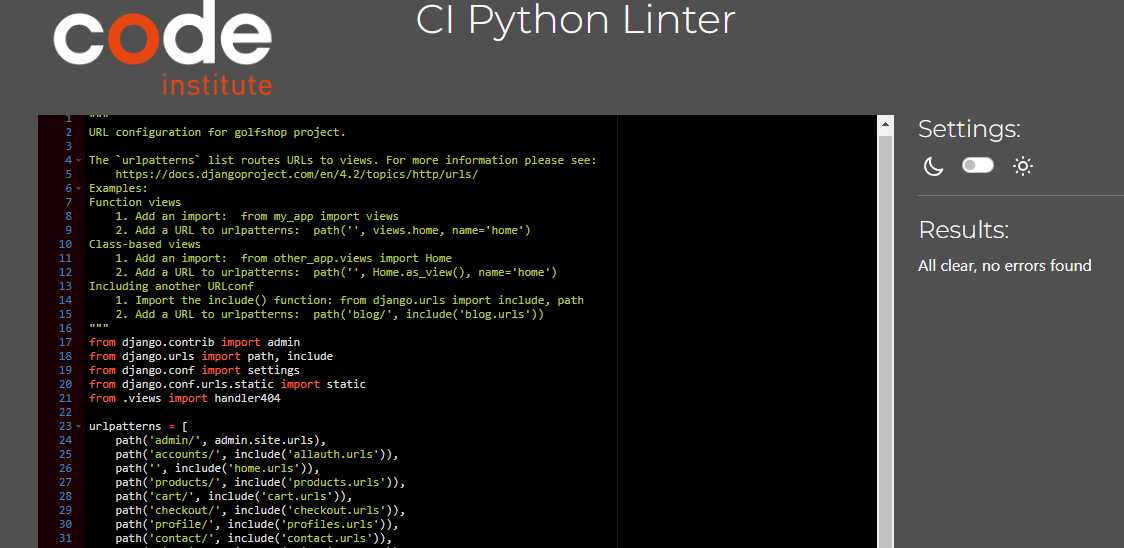 code
institute
CI Python Linter
1 """
2 URL configuration for golfshop project.
3
4 The `urlpatterns` list routes URLs to views. For more information please see:
5     https://docs.djangoproject.com/en/4.2/topics/http/urls/
6 Examples:
7 Function views
8     1. Add an import:  from my_app import views
9     2. Add a URL to urlpatterns:  path('', views.home, name='home')
10 Class-based views
11     1. Add an import:  from other_app.views import Home
12     2. Add a URL to urlpatterns:  path('', Home.as_view(), name='home')
13 Including another URLconf
14     1. Import the include() function: from django.urls import include, path
15     2. Add a URL to urlpatterns:  path('blog/', include('blog.urls'))
16 """
17 from django.contrib import admin
18 from django.urls import path, include
19 from django.conf import settings
20 from django.conf.urls.static import static
21 from .views import handler404
22
23 urlpatterns = [
24     path('admin/', admin.site.urls),
25     path('accounts/', include('allauth.urls')),
26     path('', include('home.urls')),
27     path('products/', include('products.urls')),
28     path('cart/', include('cart.urls')),
29     path('checkout/', include('checkout.urls')),
30     path('profile/', include('profiles.urls')),
31     path('contact/', include('contact.urls')),
Settings:
Results:
All clear, no errors found